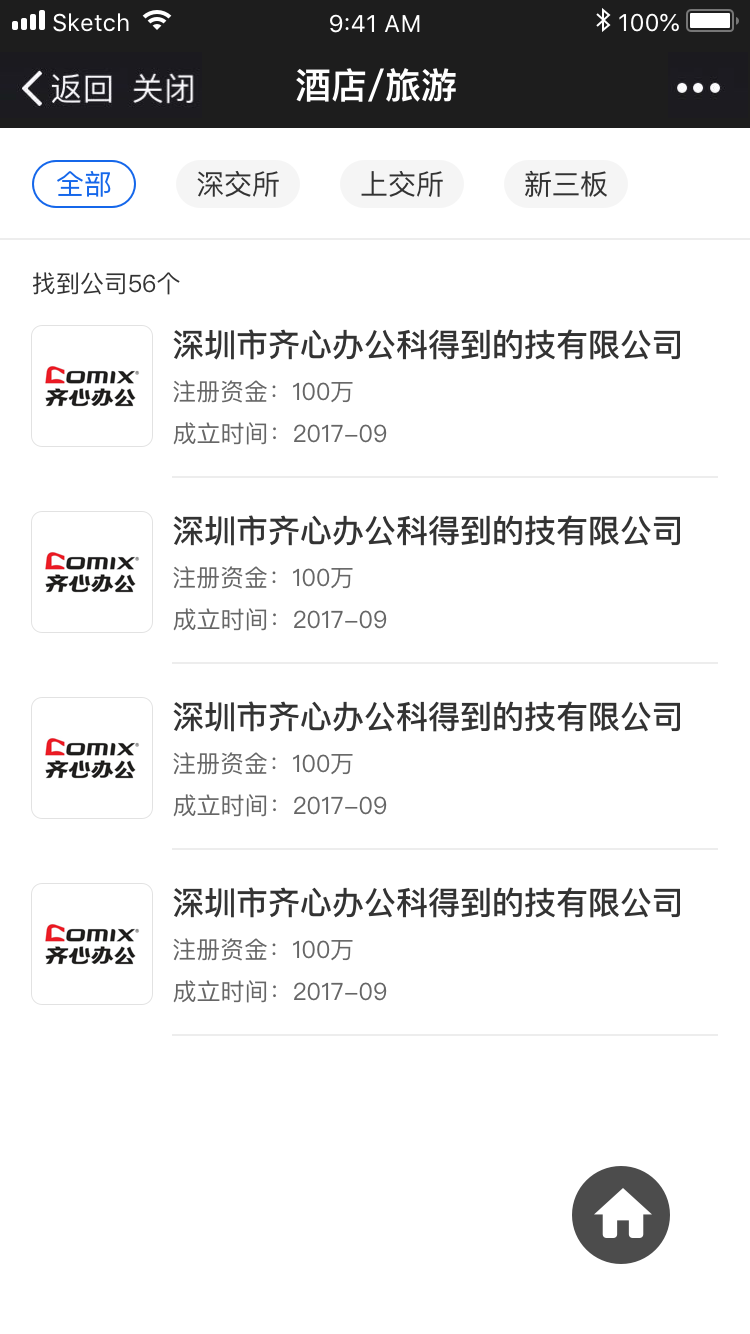 Sketch 9:41 AM 100%
返回 关闭 酒店/旅游
全部 深交所 上交所 新三板
找到公司56个
comix
齐心办公
深圳市齐心办公科得到的技有限公司
注册资金：100万
成立时间：2017-09
comix
齐心办公
深圳市齐心办公科得到的技有限公司
注册资金：100万
成立时间：2017-09
comix
齐心办公
深圳市齐心办公科得到的技有限公司
注册资金：100万
成立时间：2017-09
comix
齐心办公
深圳市齐心办公科得到的技有限公司
注册资金：100万
成立时间：2017-09